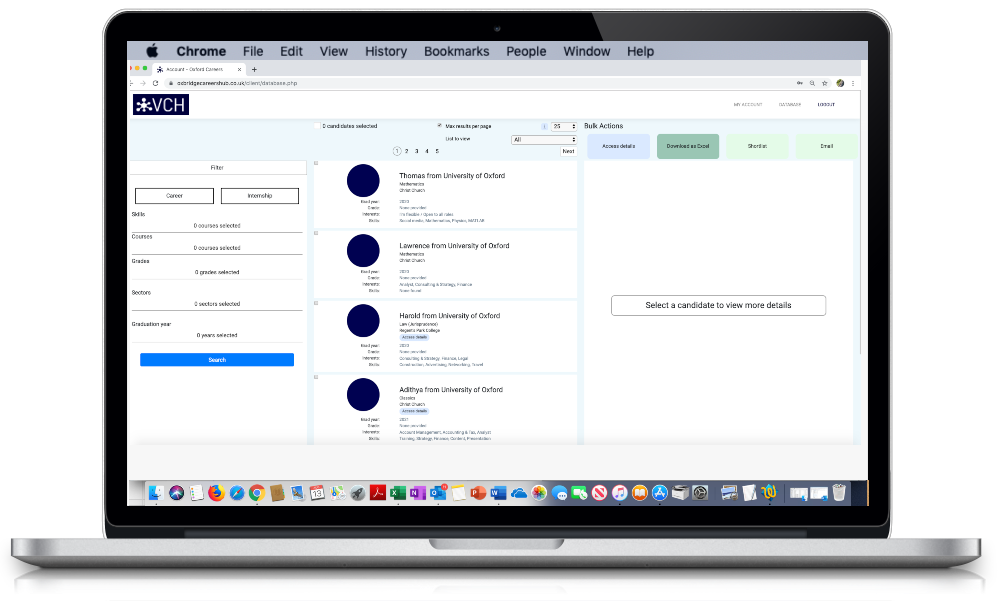 Chrome File Edit View History Bookmarks People Window Help
Account - Oxford Careers
oxbridgecareershub.co.uk/client/database.php
VCH
MY ACCOUNT DATABASE LOGOUT
0 candidates selected
Max results per page
25
List to view
All
1 2 3 4 5
Next
Bulk Actions
Access details Download as Excel Shortlist Email
Filter
Career Internship
Skills
0 courses selected
Courses
0 courses selected
Grades
0 grades selected
Sectors
0 sectors selected
Graduation year
0 years selected
Search
Thomas from University of Oxford
Mathematics
Christ Church
Grad year: 2020
Grade: None provided
Interests: I'm flexible / Open to all roles
Skills: Social media, Mathematics, Physics, MATLAB
Lawrence from University of Oxford
Mathematics
Christ Church
Grad year: 2020
Grade: None provided
Interests: Analyst, Consulting & Strategy, Finance
Skills: None found
Harold from University of Oxford
Law (Jurisprudence)
Regent's Park College
Access details
Grad year: 2020
Grade: None provided
Interests: Consulting & Strategy, Finance, Legal
Skills: Construction, Advertising, Networking, Travel
Adithya from University of Oxford
Classics
Christ Church
Access details
Grad year: 2021
Grade: None provided
Interests: Account Management, Accounting & Tax, Analyst
Skills: Training, Strategy, Finance, Content, Presentation
Select a candidate to view more details
13